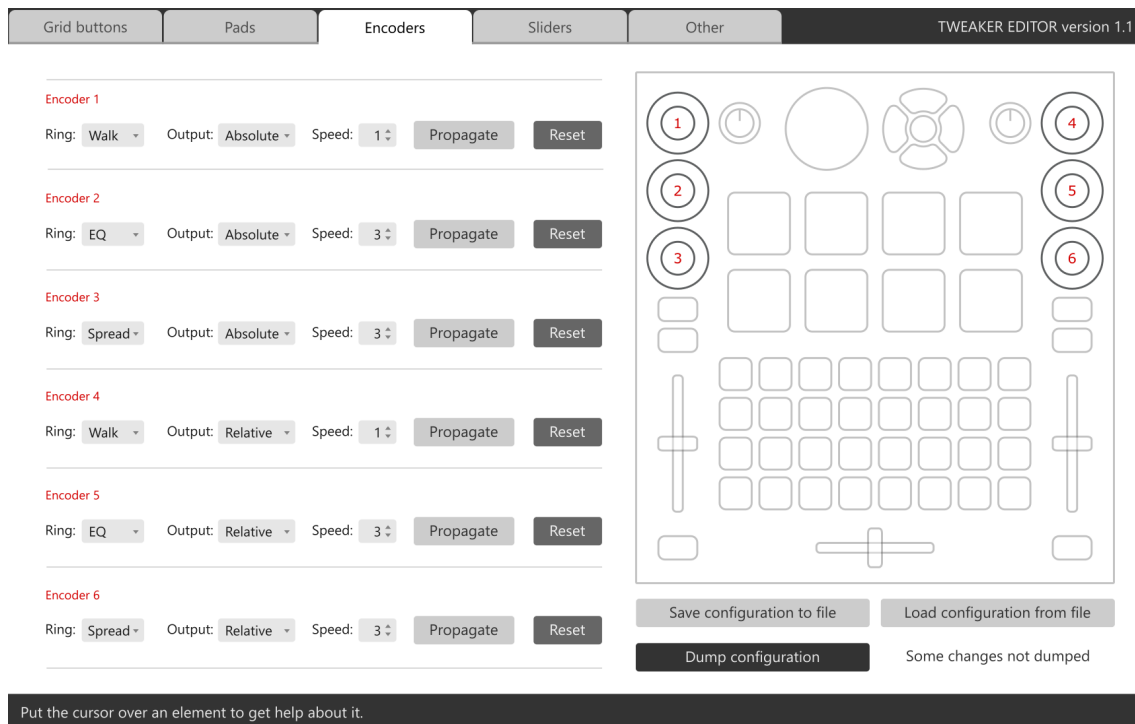 Grid buttons Pads Encoders Sliders Other TWEAKER EDITOR version 1.1
Encoder 1
Ring: Walk Output: Absolute Speed: 1 Propagate Reset
Encoder 2
Ring: EQ Output: Absolute Speed: 3 Propagate Reset
Encoder 3
Ring: Spread Output: Absolute Speed: 3 Propagate Reset
Encoder 4
Ring: Walk Output: Relative Speed: 1 Propagate Reset
Encoder 5
Ring: EQ Output: Relative Speed: 3 Propagate Reset
Encoder 6
Ring: Spread Output: Relative Speed: 3 Propagate Reset
1 4
2 5
3 6
Save configuration to file Load configuration from file
Dump configuration Some changes not dumped
Put the cursor over an element to get help about it.